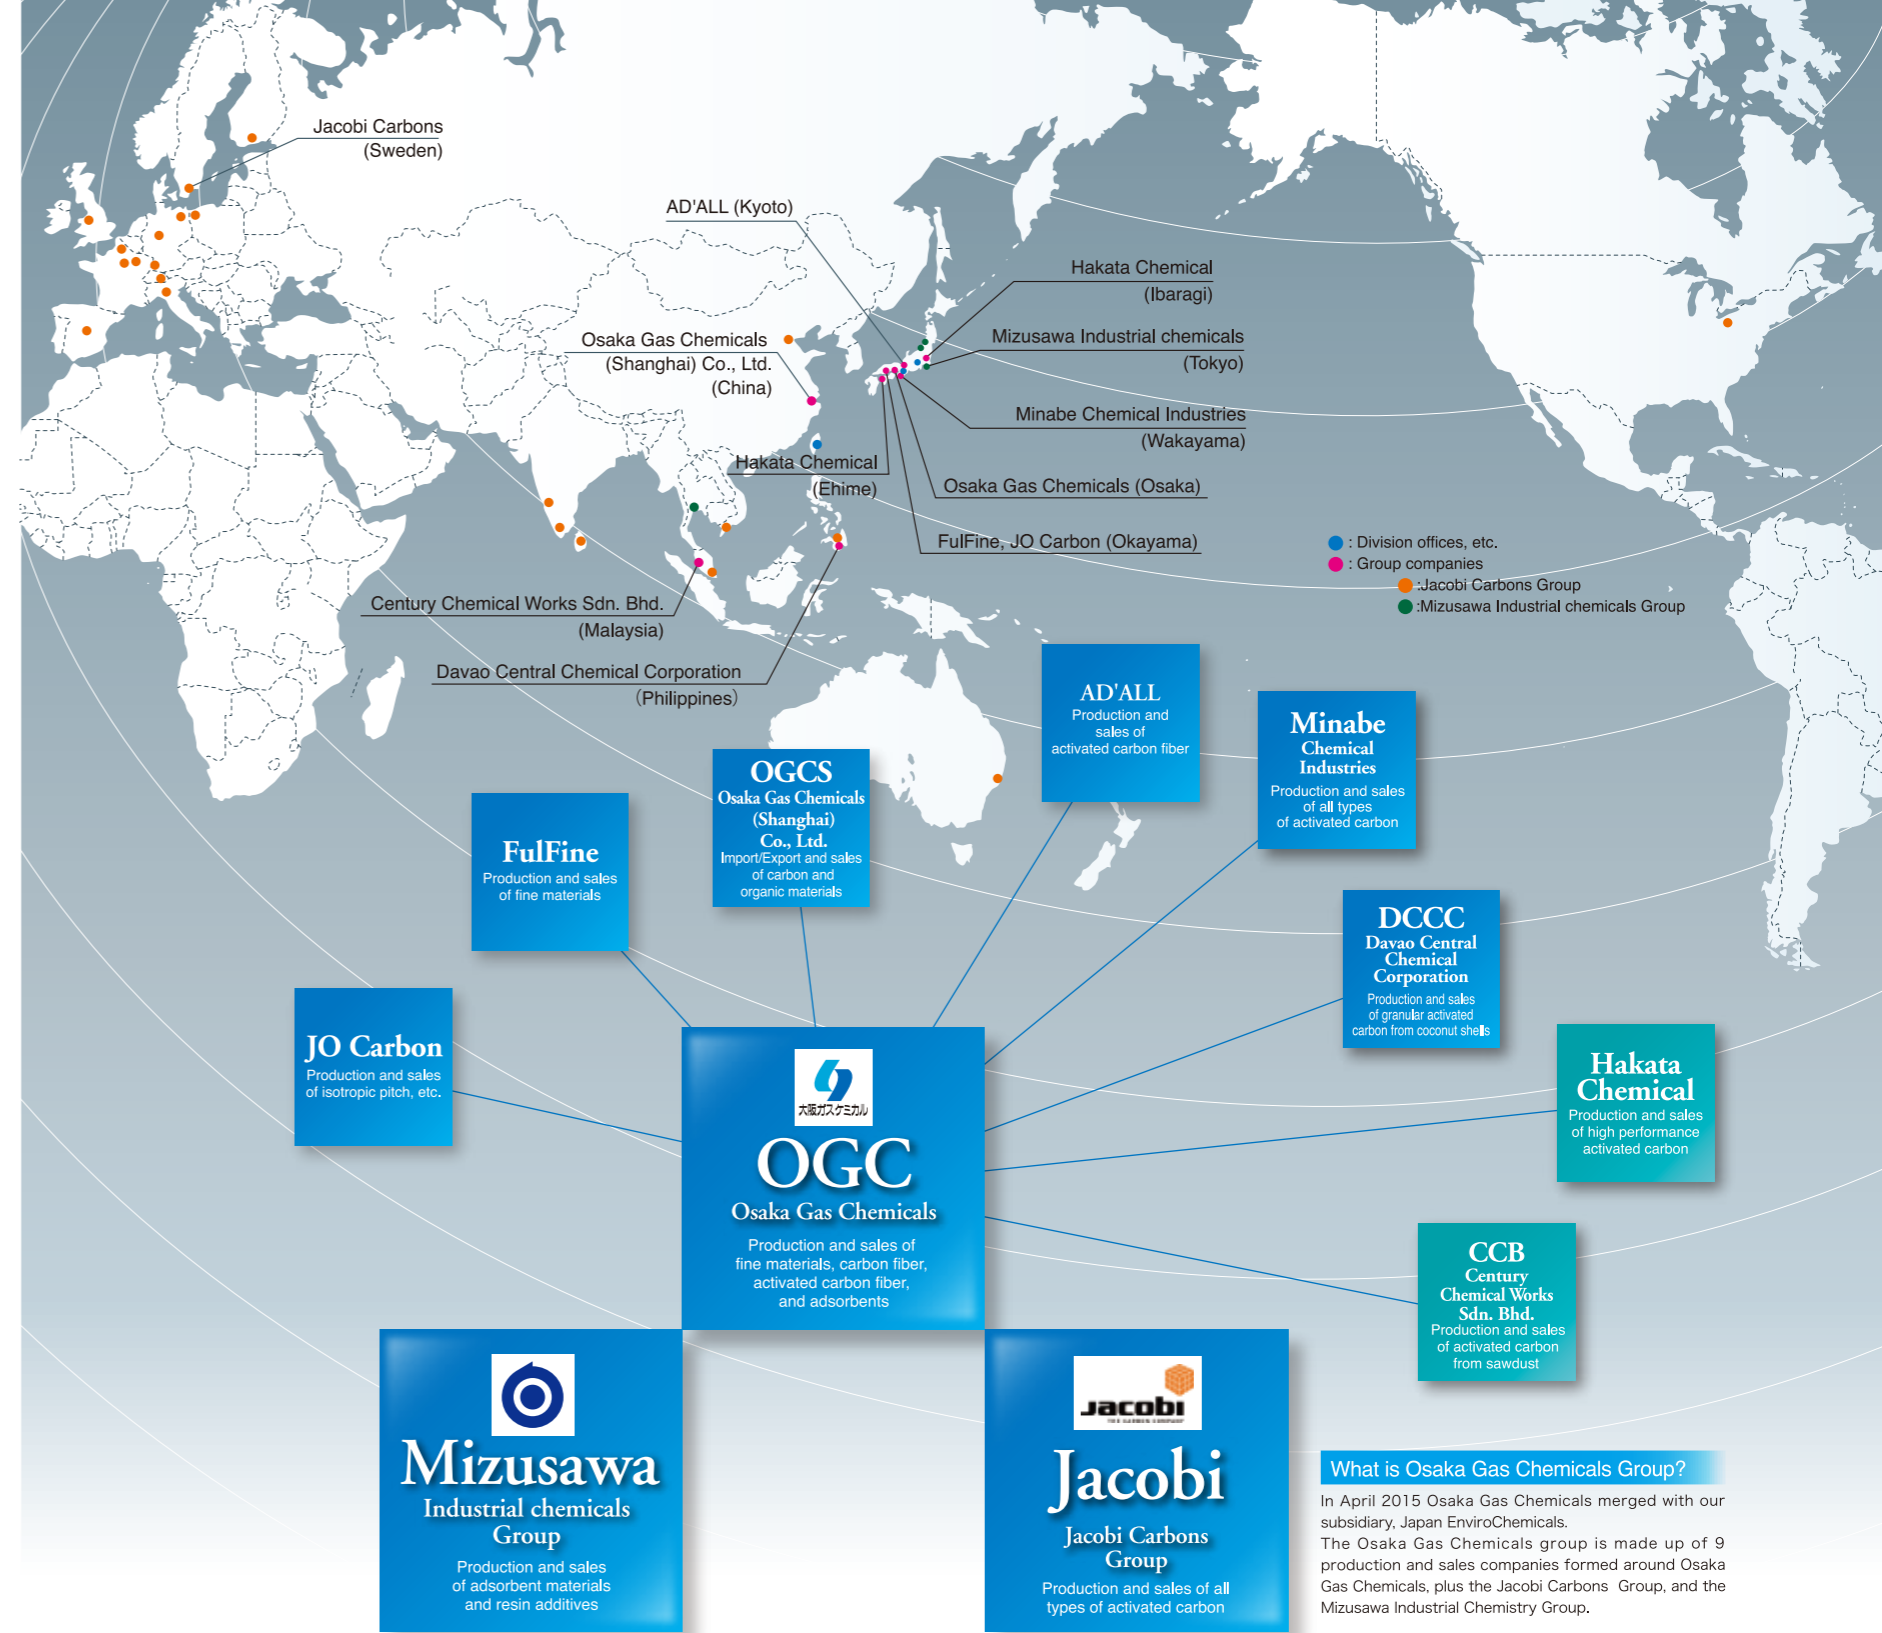 Jacobi Carbons
(Sweden)
AD'ALL (Kyoto)
Hakata Chemical
(Ibaragi)
Osaka Gas Chemicals
(Shanghai) Co., Ltd.
(China)
Mizusawa Industrial chemicals
(Tokyo)
Minabe Chemical Industries
(Wakayama)
Hakata Chemical
(Ehime)
Osaka Gas Chemicals (Osaka)
FulFine, JO Carbon (Okayama)
: Division offices, etc.
: Group companies
:Jacobi Carbons Group
:Mizusawa Industrial chemicals Group
Century Chemical Works Sdn. Bhd.
(Malaysia)
Davao Central Chemical Corporation
(Philippines)
AD'ALL
Production and
sales of
activated carbon fiber
Minabe
Chemical
Industries
Production and sales
of all types
of activated carbon
OGCS
Osaka Gas Chemicals
(Shanghai)
Co., Ltd.
Import/Export and sales
of carbon and
organic materials
FulFine
Production and sales
of fine materials
DCCC
Davao Central
Chemical
Corporation
Production and sales
of granular activated
carbon from coconut shells
JO Carbon
Production and sales
of isotropic pitch, etc.
Hakata
Chemical
Production and sales
of high performance
activated carbon
大阪ガスケミカル
OGC
Osaka Gas Chemicals
Production and sales of
fine materials, carbon fiber,
activated carbon fiber,
and adsorbents
CCB
Century
Chemical Works
Sdn. Bhd.
Production and sales
of activated carbon
from sawdust
Mizusawa
Industrial chemicals
Group
Production and sales
of adsorbent materials
and resin additives
Jacobi
THE CARBON COMPANY
Jacobi
Jacobi Carbons
Group
Production and sales of all
types of activated carbon
What is Osaka Gas Chemicals Group?
In April 2015 Osaka Gas Chemicals merged with our
subsidiary, Japan EnviroChemicals.
The Osaka Gas Chemicals group is made up of 9
production and sales companies formed around Osaka
Gas Chemicals, plus the Jacobi Carbons Group, and the
Mizusawa Industrial Chemistry Group.